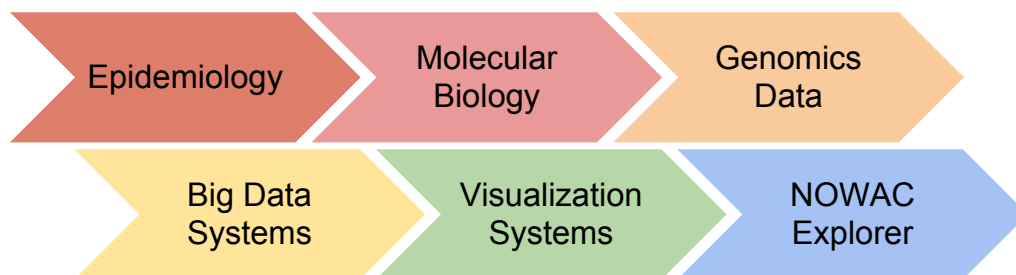 Epidemiology
Molecular
Biology
Genomics
Data
Big Data
Systems
Visualization
Systems
NOWAC
Explorer